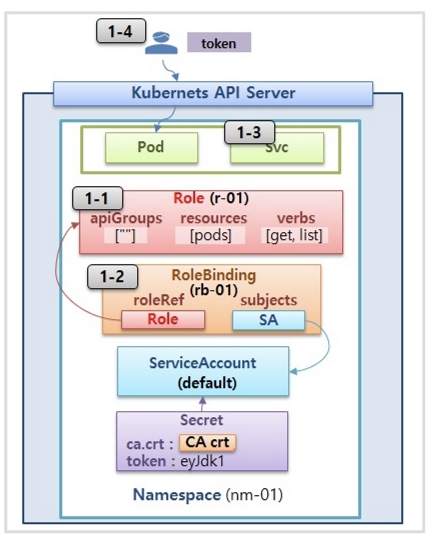 1-4
token
Kubernets API Server
1-3
Pod
Svc
1-1
Role (r-01)
apiGroups resources verbs
[""] [pods] [get, list]
1-2
RoleBinding
(rb-01)
roleRef subjects
Role SA
ServiceAccount
(default)
Secret
ca.crt : CA crt
token : eyJdk1
Namespace (nm-01)